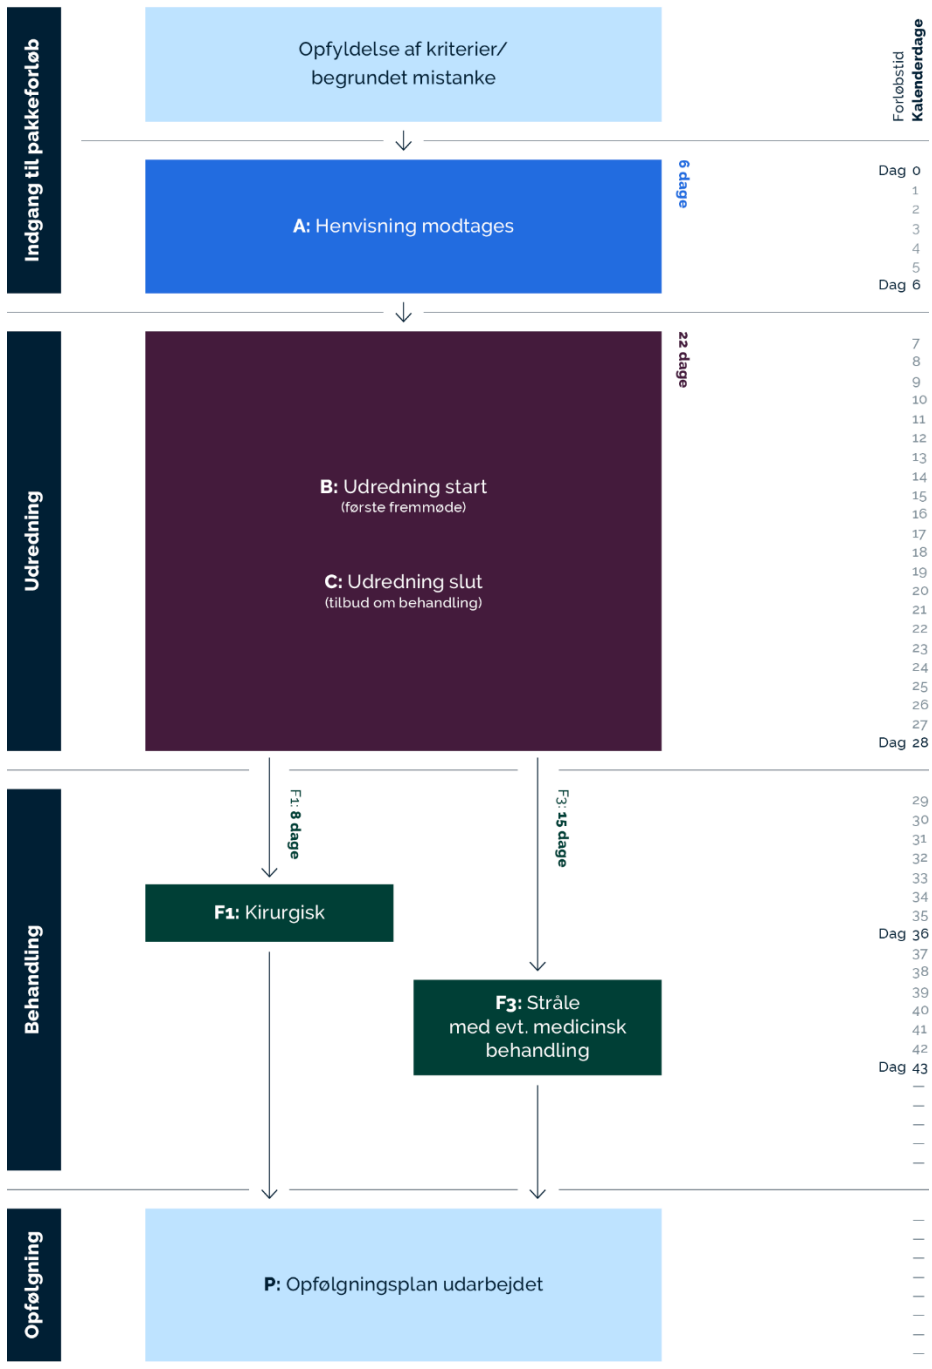 Indgang til pakkeforløb
Opfyldelse af kriterier/
begrundet mistanke
Forløbstid
Kalenderdage
A: Henvisning modtages
6 dage
Dag 0
1
2
3
4
5
Dag 6
Udredning
B: Udredning start
(første fremmøde)
C: Udredning slut
(tilbud om behandling)
22 dage
7
8
9
10
11
12
13
14
15
16
17
18
19
20
21
22
23
24
25
26
27
Dag 28
Behandling
F1: 8 dage
F3: 15 dage
F1: Kirurgisk
F3: Stråle
med evt. medicinsk
behandling
29
30
31
32
33
34
35
Dag 36
37
38
39
40
41
42
Dag 43
—
—
—
—
—
Opfølgning
P: Opfølgningsplan udarbejdet
—
—
—
—
—
—
—
—